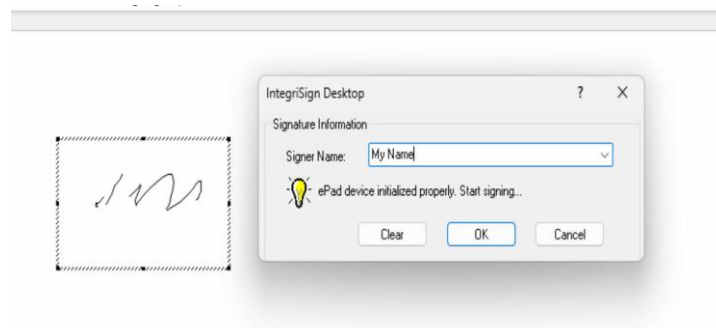 IntegriSign Desktop ? X
Signature Information
Signer Name: My Name
ePad device initialized properly. Start signing...
Clear OK Cancel